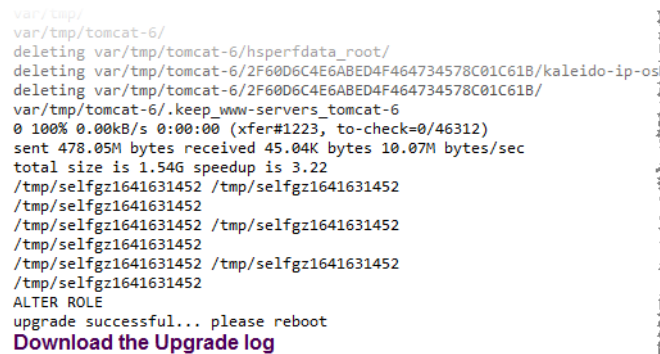 var/tmp/
var/tmp/tomcat-6/
deleting var/tmp/tomcat-6/hsperfdata_root/
deleting var/tmp/tomcat-6/2F60D6C4E6ABED4F464734578C01C61B/kaleido-ip-os
deleting var/tmp/tomcat-6/2F60D6C4E6ABED4F464734578C01C61B/
var/tmp/tomcat-6/.keep_www-servers_tomcat-6
0 100% 0.00kB/s 0:00:00 (xfer#1223, to-check=0/46312)
sent 478.05M bytes received 45.04K bytes 10.07M bytes/sec
total size is 1.54G speedup is 3.22
/tmp/selfgz1641631452 /tmp/selfgz1641631452
/tmp/selfgz1641631452
/tmp/selfgz1641631452 /tmp/selfgz1641631452
/tmp/selfgz1641631452
/tmp/selfgz1641631452 /tmp/selfgz1641631452
/tmp/selfgz1641631452
ALTER ROLE
upgrade successful... please reboot
Download the Upgrade log